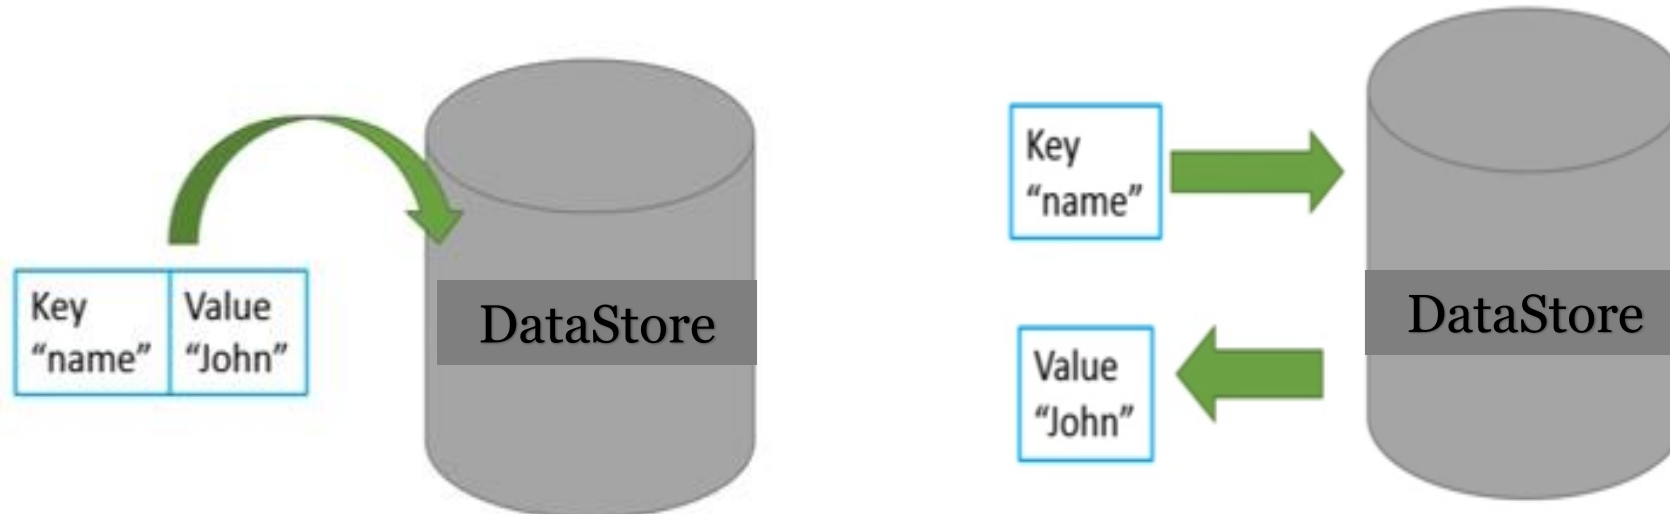 Key
“name”
Value
“John”
DataStore
Key
“name”
Value
“John”
DataStore